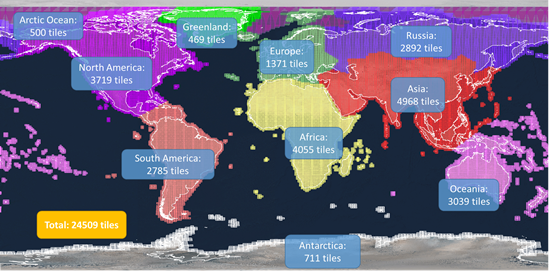 Arctic Ocean:
500 tiles
Greenland:
469 tiles
Russia:
2892 tiles
Europe:
1371 tiles
North America:
3719 tiles
Asia:
4968 tiles
Africa:
4055 tiles
South America:
2785 tiles
Oceania:
3039 tiles
Total: 24509 tiles
Antarctica:
711 tiles